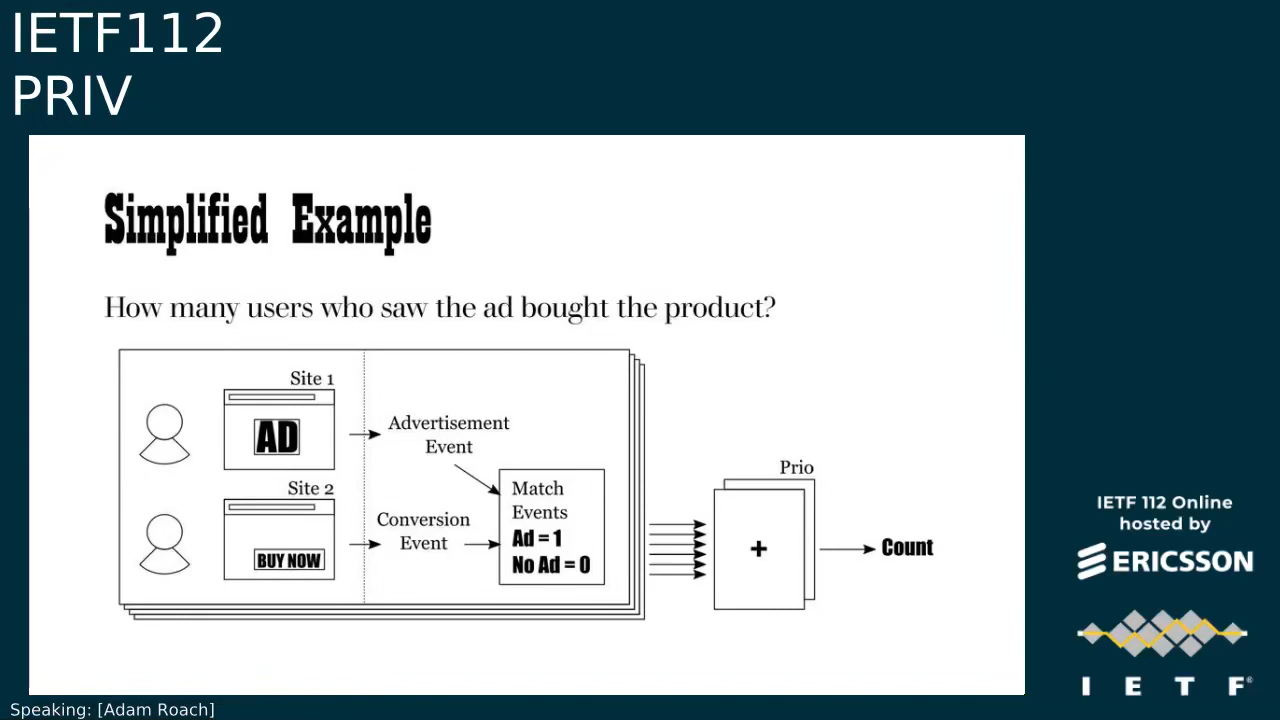 IETF112
PRIV
Simplified Example
How many users who saw the ad bought the product?
Site 1
AD
Advertisement
Event
Site 2
BUY NOW
Conversion
Event
Match
Events
Ad = 1
No Ad = 0
Prio
+
Count
IETF 112 Online
hosted by
ERICSSON
I E T F®
Speaking: [Adam Roach]